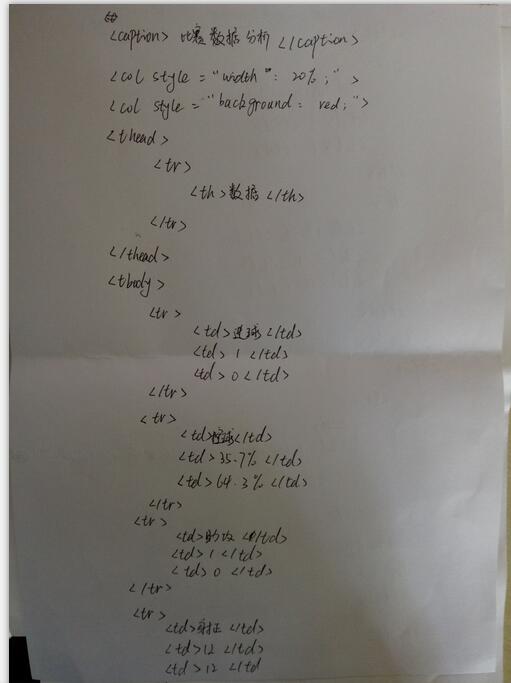 <caption> 比赛数据分析 </caption>
<col style = "width": 20%;" >
<col style = "background: red;">
<thead>
<tr>
<th>数据</th>
</tr>
</thead>
<tbody>
<tr>
<td>进球</td>
<td> 1 </td>
<td> 0 </td>
</tr>
<tr>
<td>控球</td>
<td>35.7% </td>
<td>64.3% </td>
</tr>
<tr>
<td>助攻 </td>
<td> 1 </td>
<td> 0 </td>
</tr>
<tr>
<td>射正 </td>
<td>12 </td>
<td>12 </td